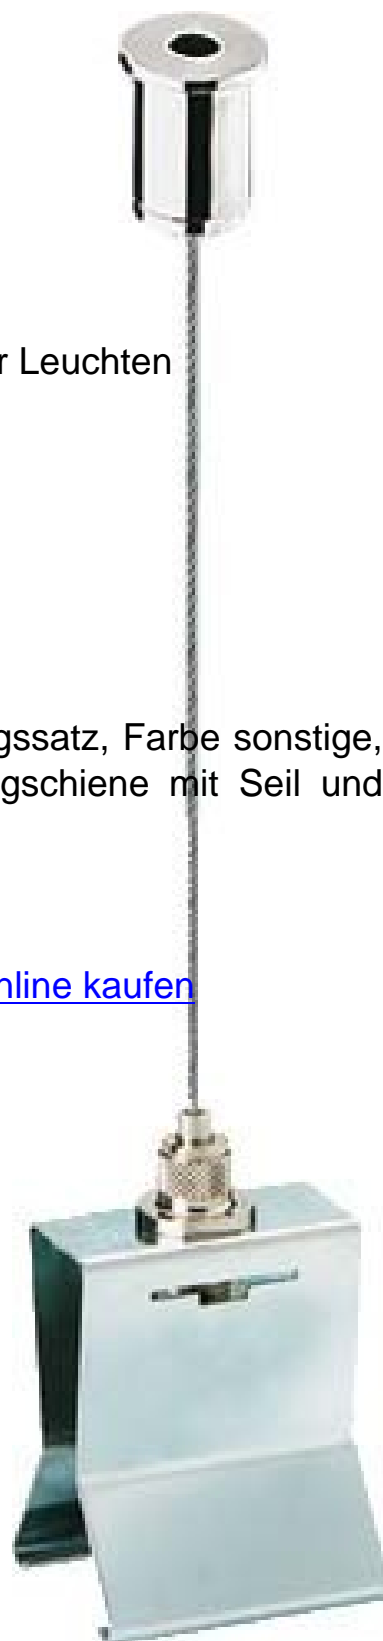 r Leuchten
gssatz, Farbe sonstige,
gschiene mit Seil und
nline kaufen